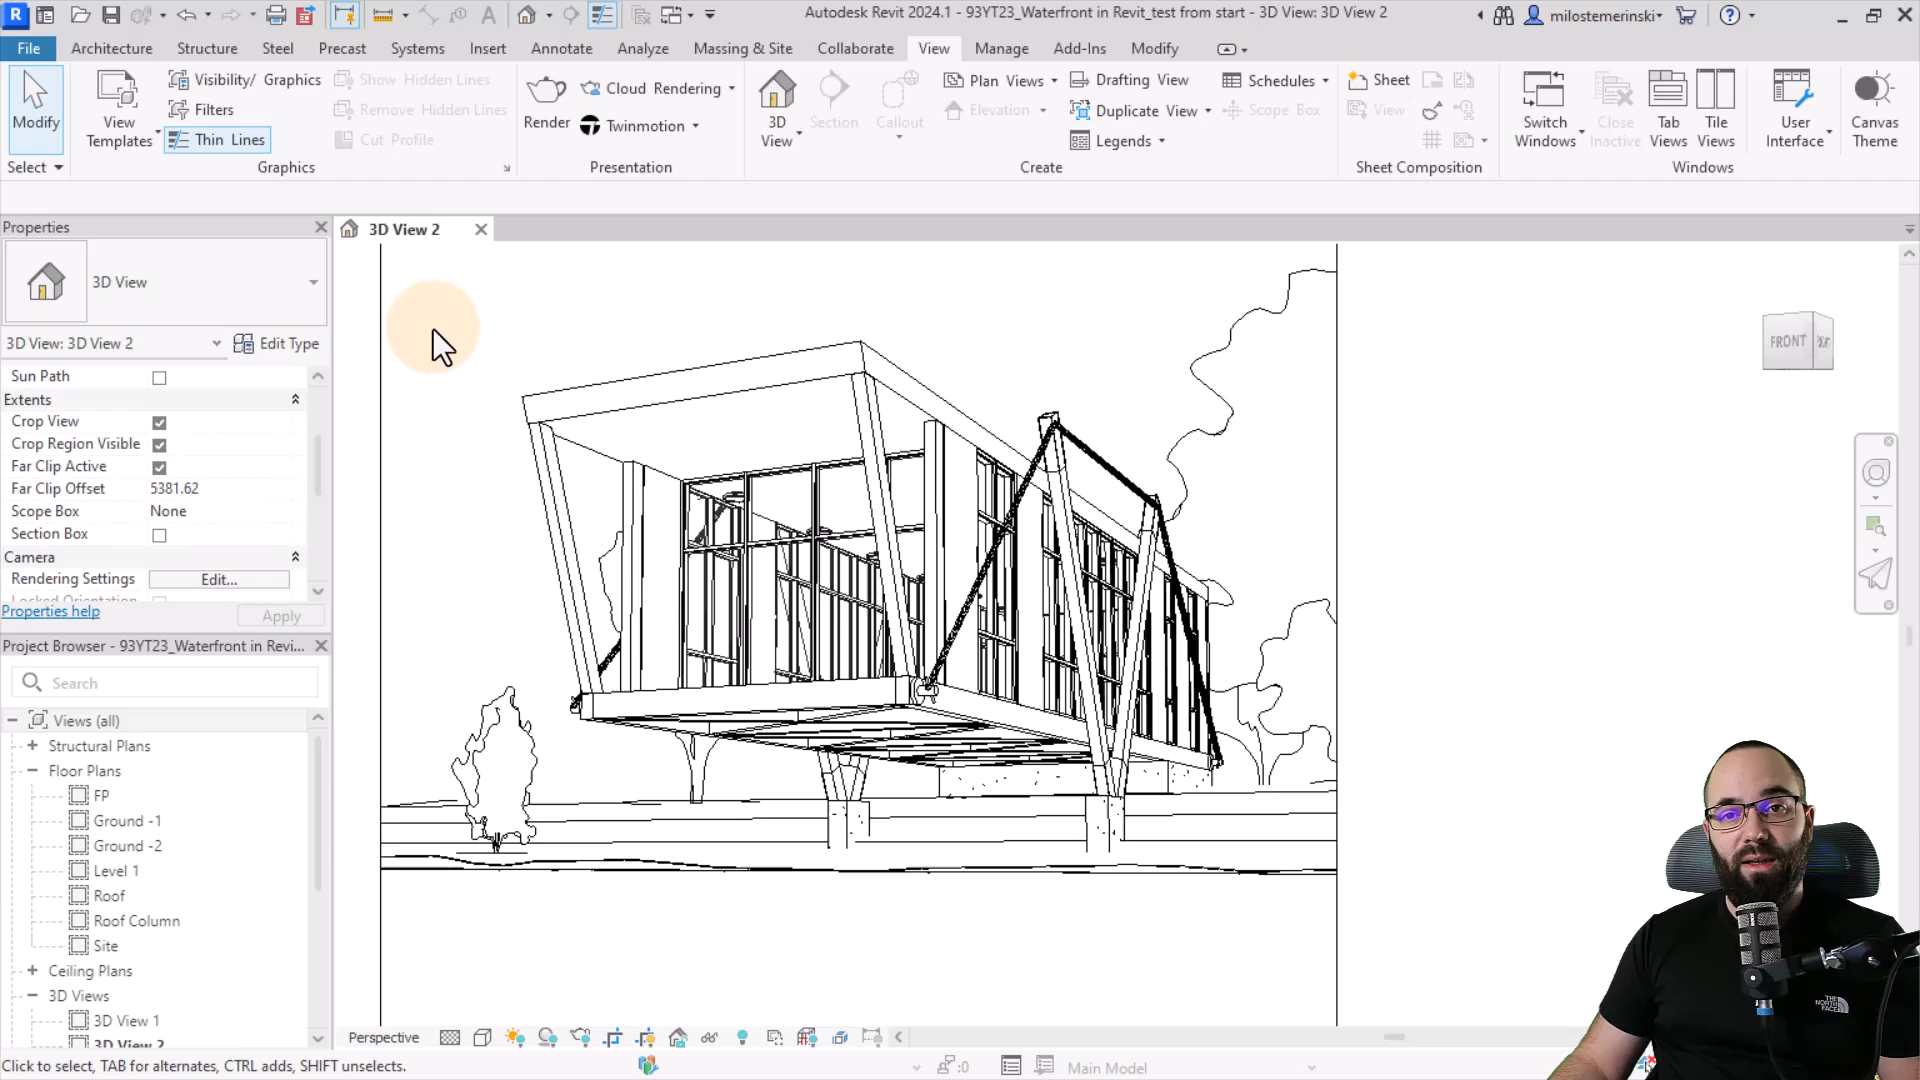 Autodesk Revit 2024.1 - 93YT23_Waterfront in Revit_test from start - 3D View: 3D View 2
milostemerinski
File
Architecture
Structure
Steel
Precast
Systems
Insert
Annotate
Analyze
Massing & Site
Collaborate
View
Manage
Add-Ins
Modify
Modify
Select
View
Templates
Visibility/ Graphics
Filters
Thin Lines
Show Hidden Lines
Remove Hidden Lines
Cut Profile
Graphics
Render
Cloud Rendering
Twinmotion
Presentation
3D
View
Section
Callout
Plan Views
Elevation
Drafting View
Duplicate View
Legends
Schedules
Scope Box
Create
Sheet
View
Sheet Composition
Switch
Windows
Close
Inactive
Tab
Views
Tile
Views
User
Interface
Canvas
Theme
Windows
Properties
3D View
3D View: 3D View 2
Edit Type
Sun Path
Extents
Crop View
Crop Region Visible
Far Clip Active
Far Clip Offset 5381.62
Scope Box None
Section Box
Camera
Rendering Settings Edit...
Locked Orientation
Properties help
Apply
Project Browser - 93YT23_Waterfront in Revi...
Search
Views (all)
Structural Plans
Floor Plans
FP
Ground -1
Ground -2
Level 1
Roof
Roof Column
Site
Ceiling Plans
3D Views
3D View 1
3D View 2
3D View 2
FRONT
Perspective
Click to select, TAB for alternates, CTRL adds, SHIFT unselects.
:0
Main Model
THE
NORTH
FACE